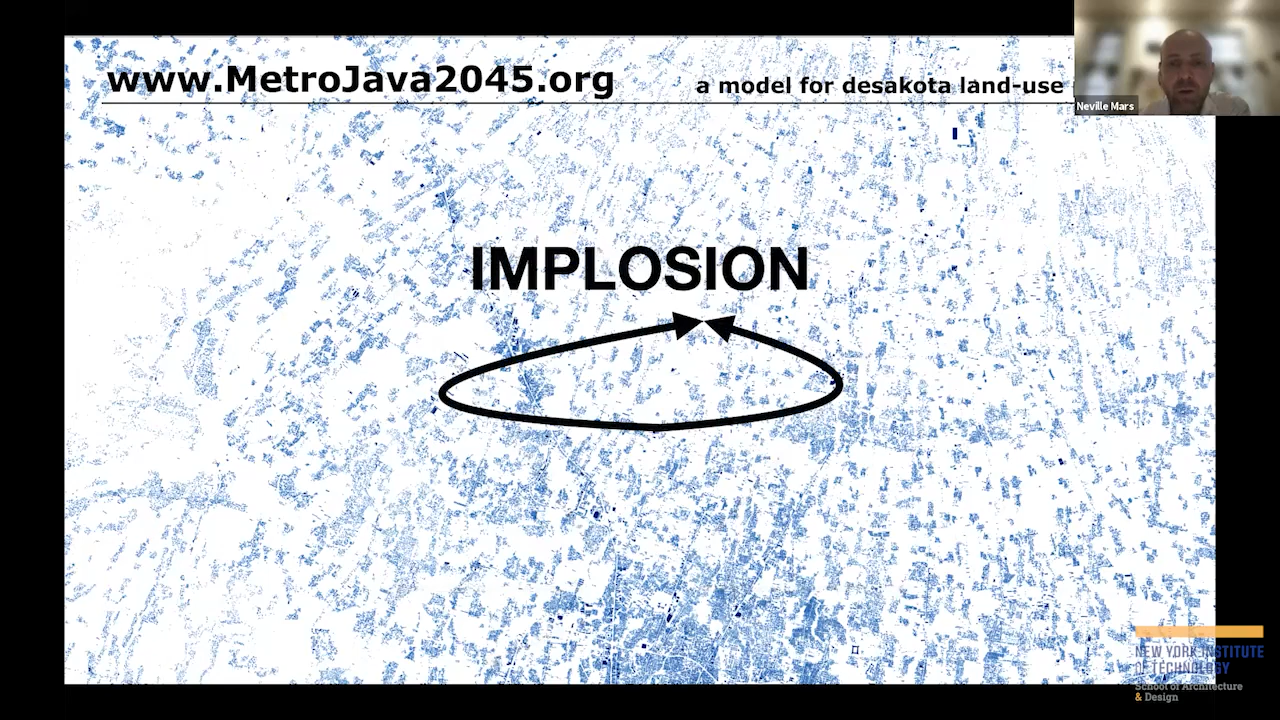 www.MetroJava2045.org
a model for desakota land-use
Neville Mars
IMPLOSION
NEW YORK INSTITUTE
OF TECHNOLOGY
School of Architecture
& Design